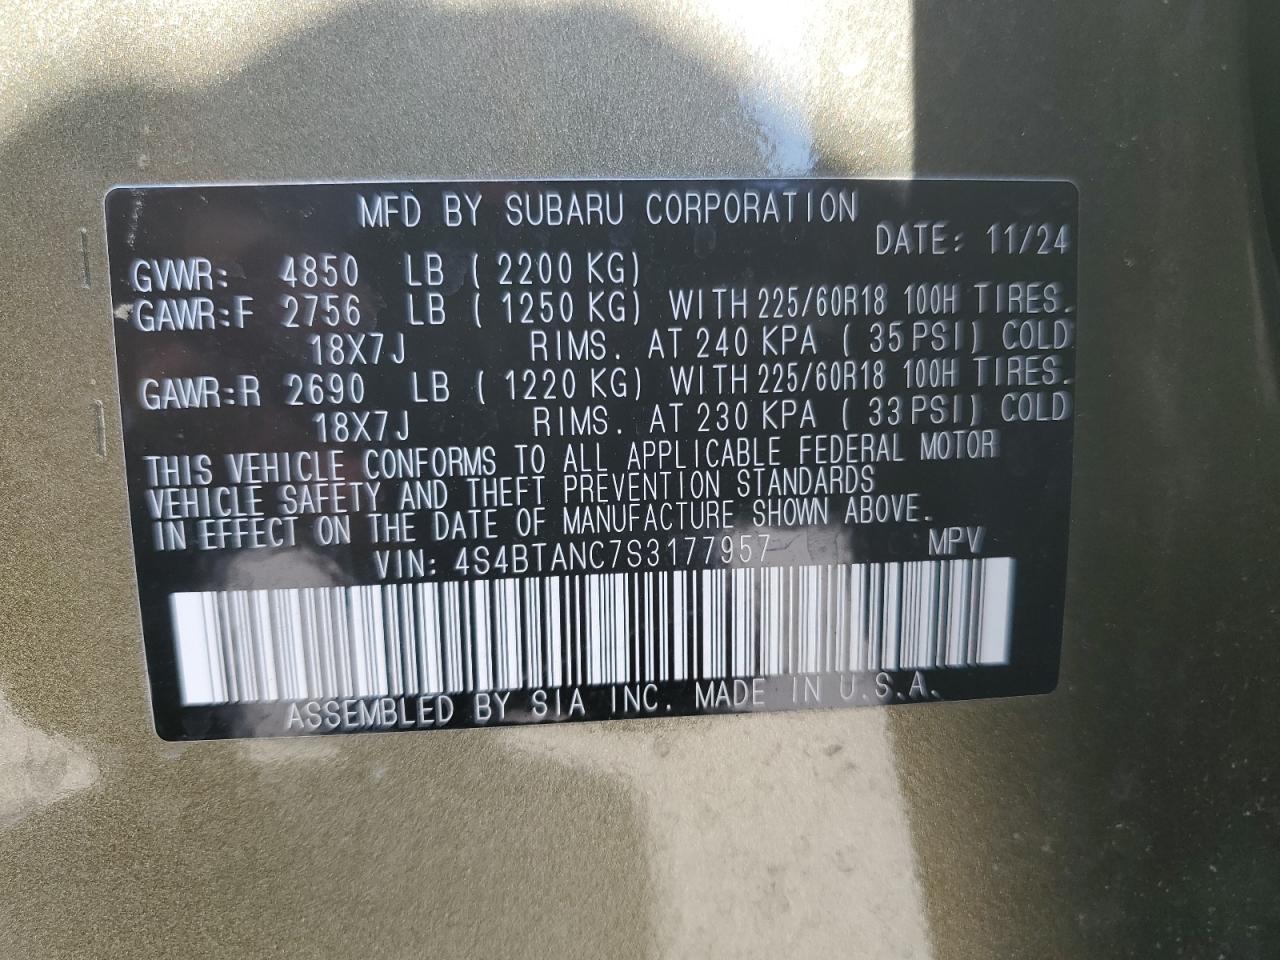 MFD BY SUBARU CORPORATION
DATE: 11/24
GVWR: 4850 LB ( 2200 KG)
GAWR:F 2756 LB ( 1250 KG) WITH 225/60R18 100H TIRES.
18X7J RIMS. AT 240 KPA ( 35 PSI) COLD
GAWR:R 2690 LB ( 1220 KG) WITH 225/60R18 100H TIRES.
18X7J RIMS. AT 230 KPA ( 33 PSI) COLD
THIS VEHICLE CONFORMS TO ALL APPLICABLE FEDERAL MOTOR
VEHICLE SAFETY AND THEFT PREVENTION STANDARDS
IN EFFECT ON THE DATE OF MANUFACTURE SHOWN ABOVE.
VIN: 4S4BTANC7S3177957 MPV
ASSEMBLED BY SIA INC. MADE IN U.S.A.